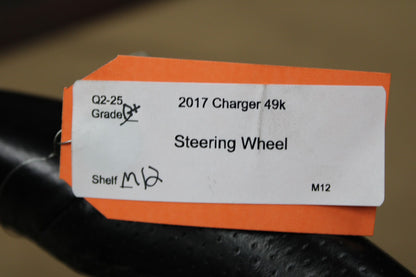 Q2-25 2017 Charger 49k
Grade B+
Steering Wheel
Shelf M12 M12